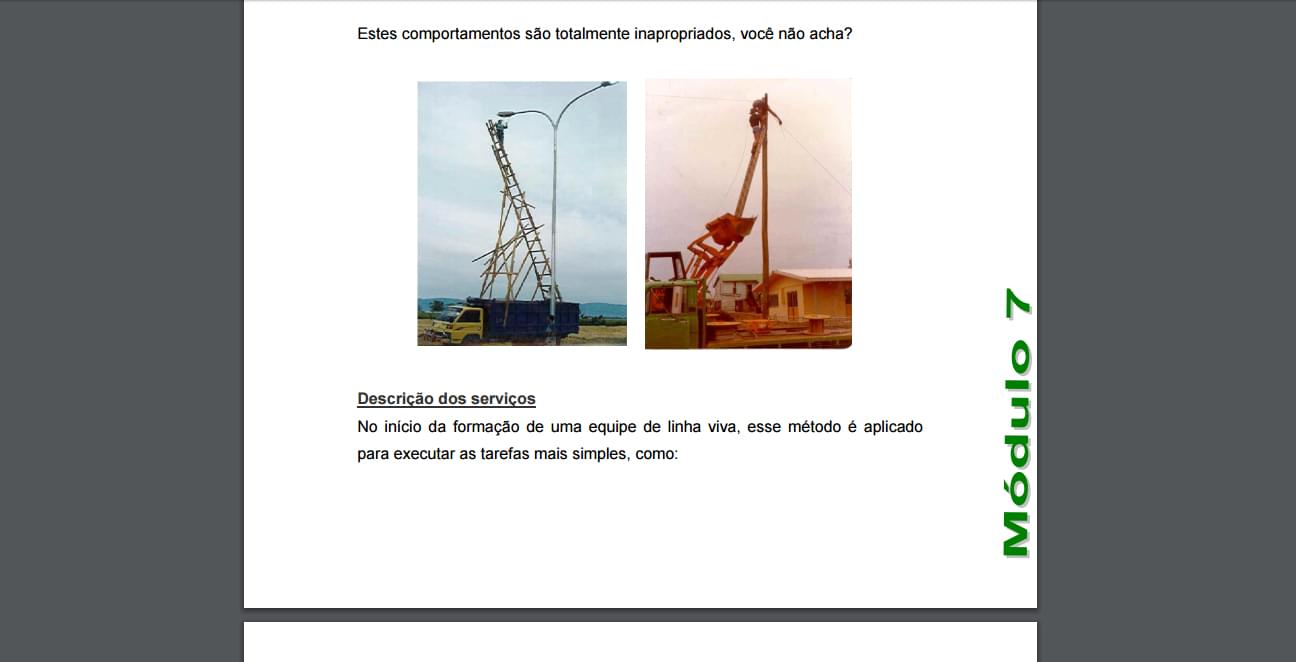 Estes comportamentos são totalmente inapropriados, você não acha?
Descrição dos serviços
No início da formação de uma equipe de linha viva, esse método é aplicado
para executar as tarefas mais simples, como:
Módulo 7